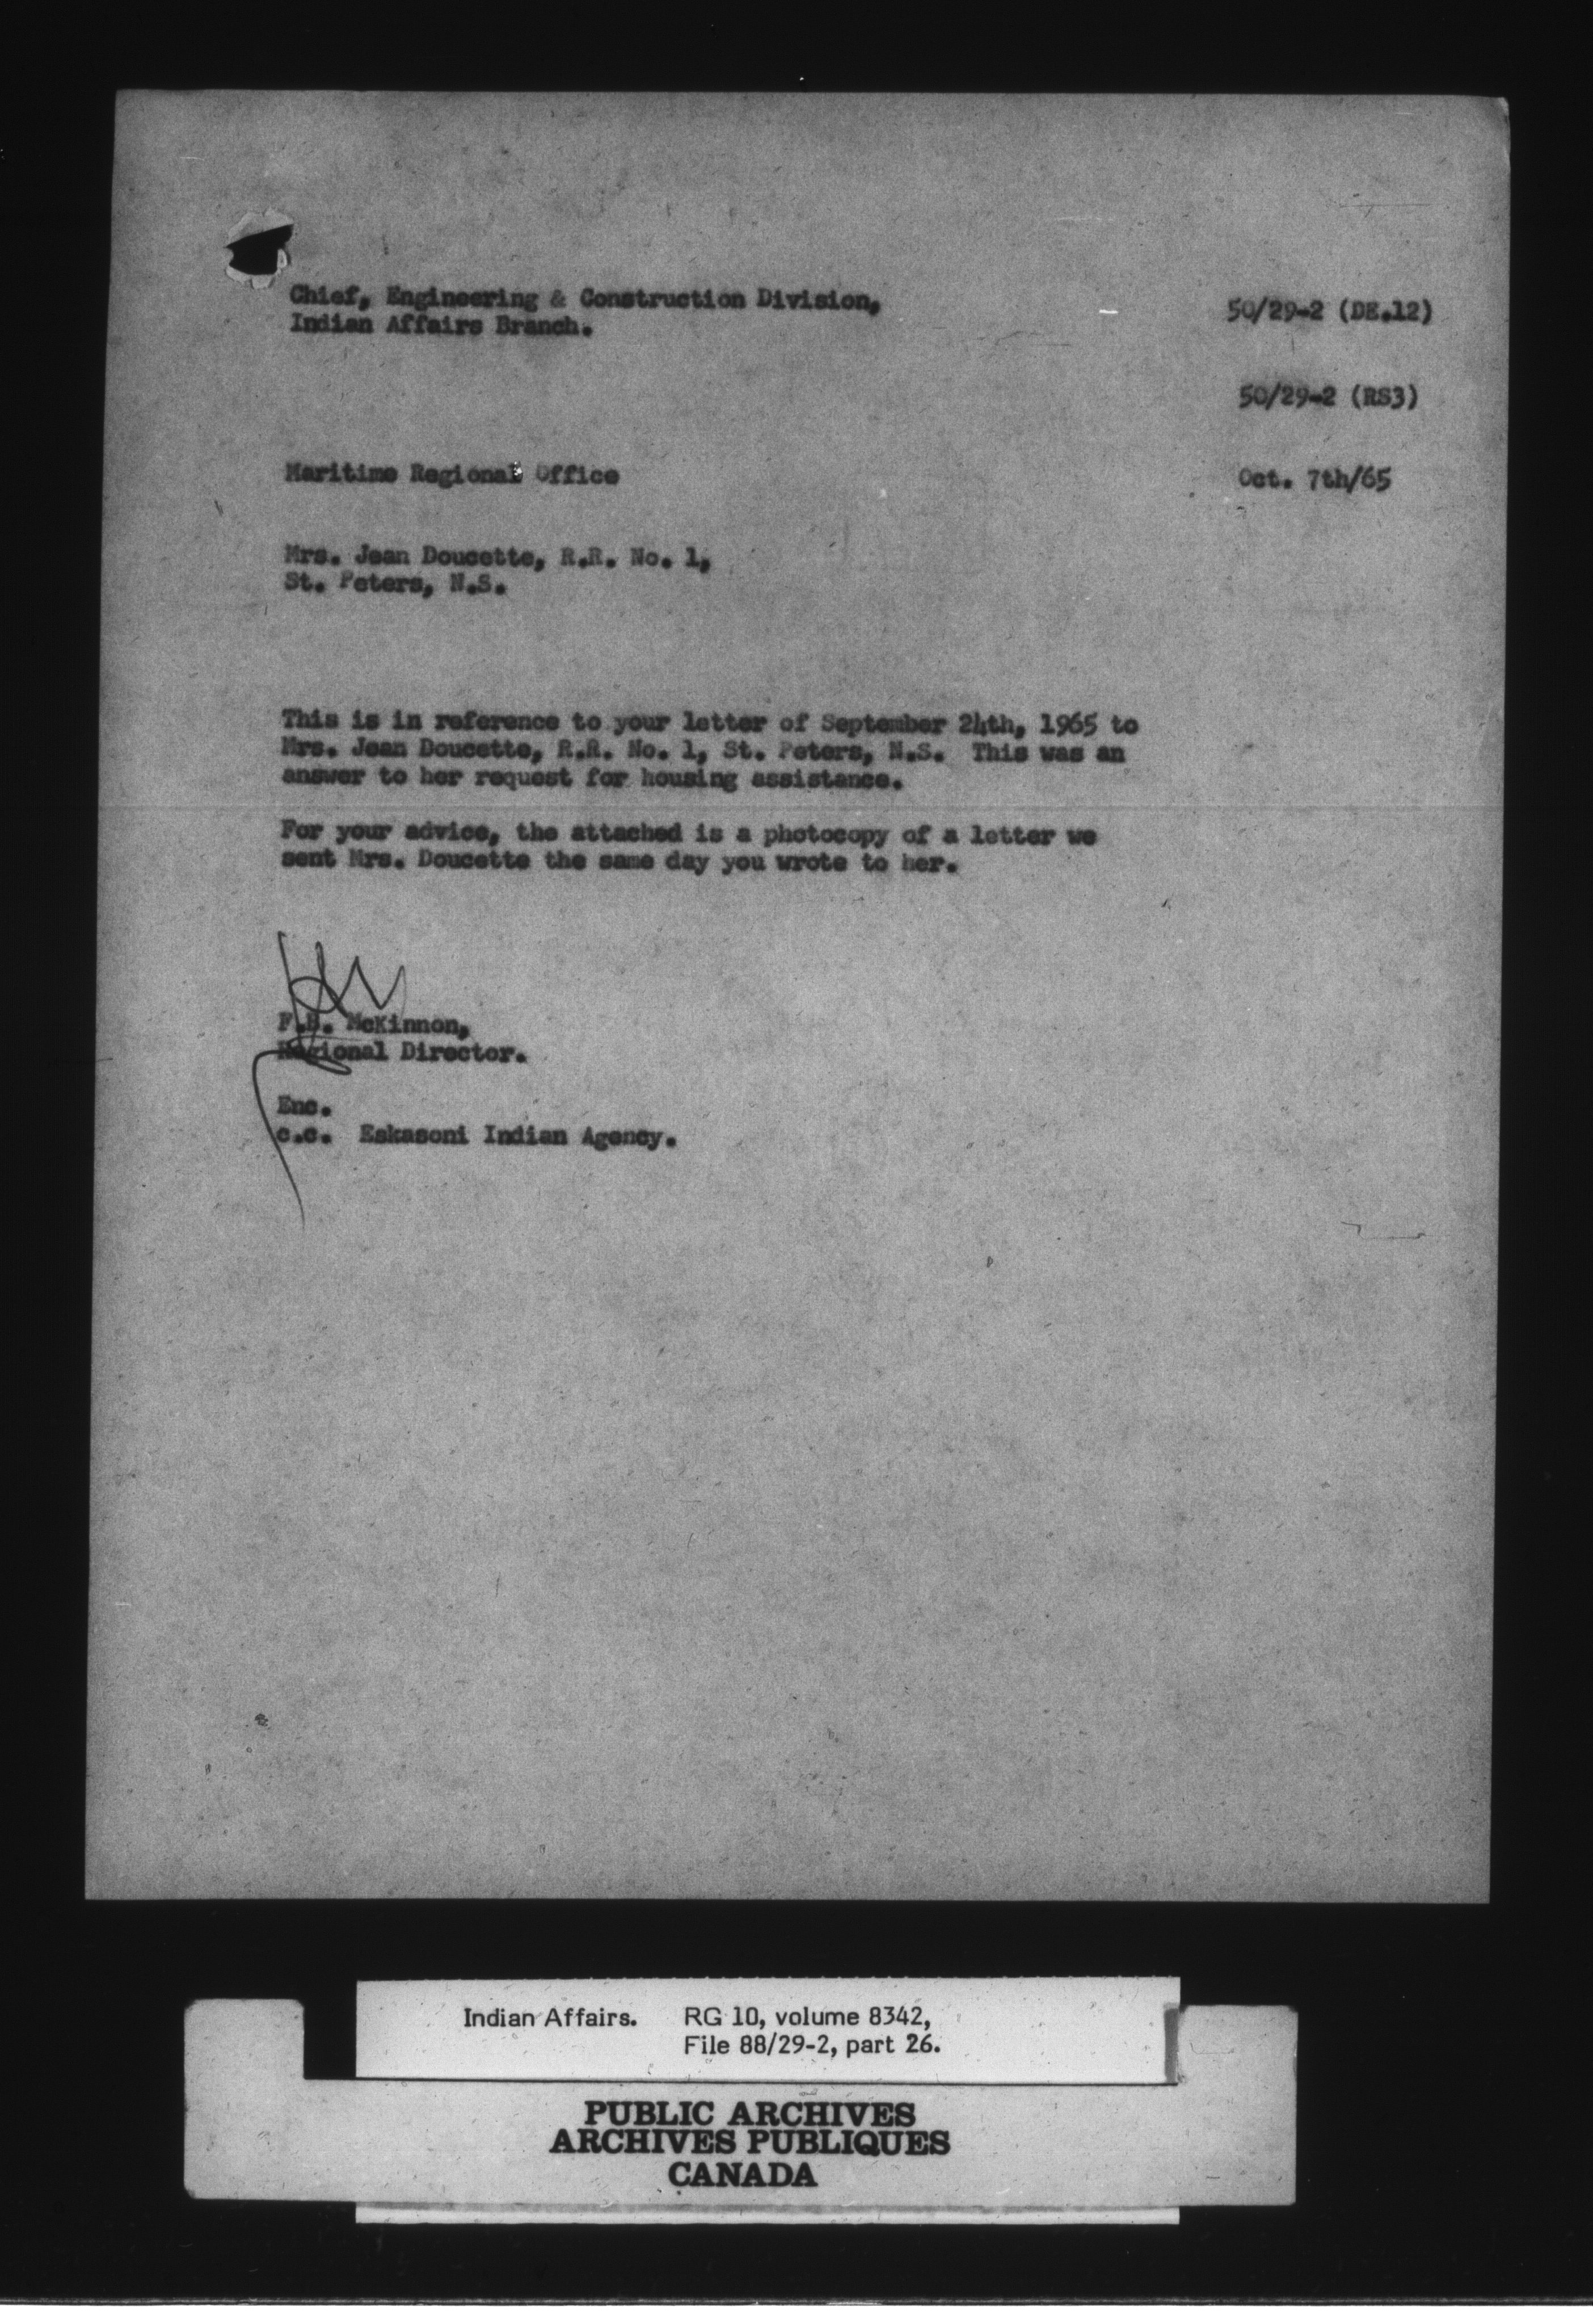 Chief, Engineering & Construction Division,
Indian Affairs Branch.
50/29-2 (DE.12)
50/29-2 (RS3)
Maritime Regional Office
Oct. 7th/65
Mrs. Jean Doucette, R.R. No. 1,
St. Peters, N.S.
This is in reference to your letter of September 24th, 1965 to
Mrs. Jean Doucette, R.R. No. 1, St. Peters, N.S. This was an
answer to her request for housing assistance.
For your advice, the attached is a photocopy of a letter we
sent Mrs. Doucette the same day you wrote to her.
F.B. McKinnon,
Regional Director.
Enc.
c.c. Eskasoni Indian Agency.
Indian Affairs. RG 10, volume 8342,
File 88/29-2, part 26.
PUBLIC ARCHIVES
ARCHIVES PUBLIQUES
CANADA